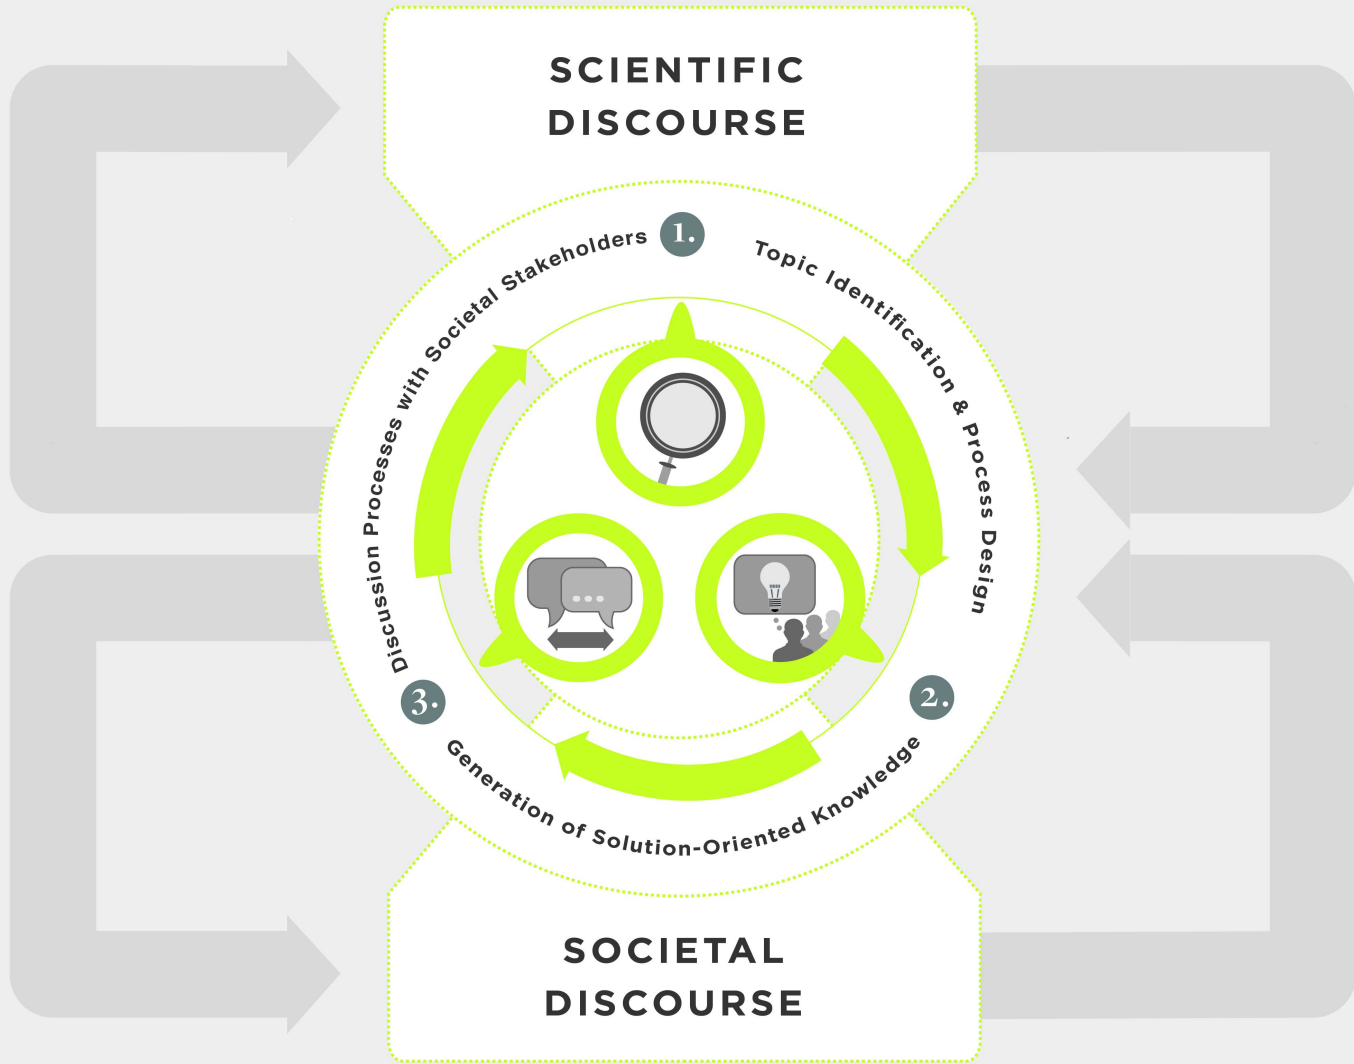 SCIENTIFIC
DISCOURSE
1.
Topic Identification & Process Design
2.
Generation of Solution-Oriented Knowledge
3.
Discussion Processes with Societal Stakeholders
SOCIETAL
DISCOURSE